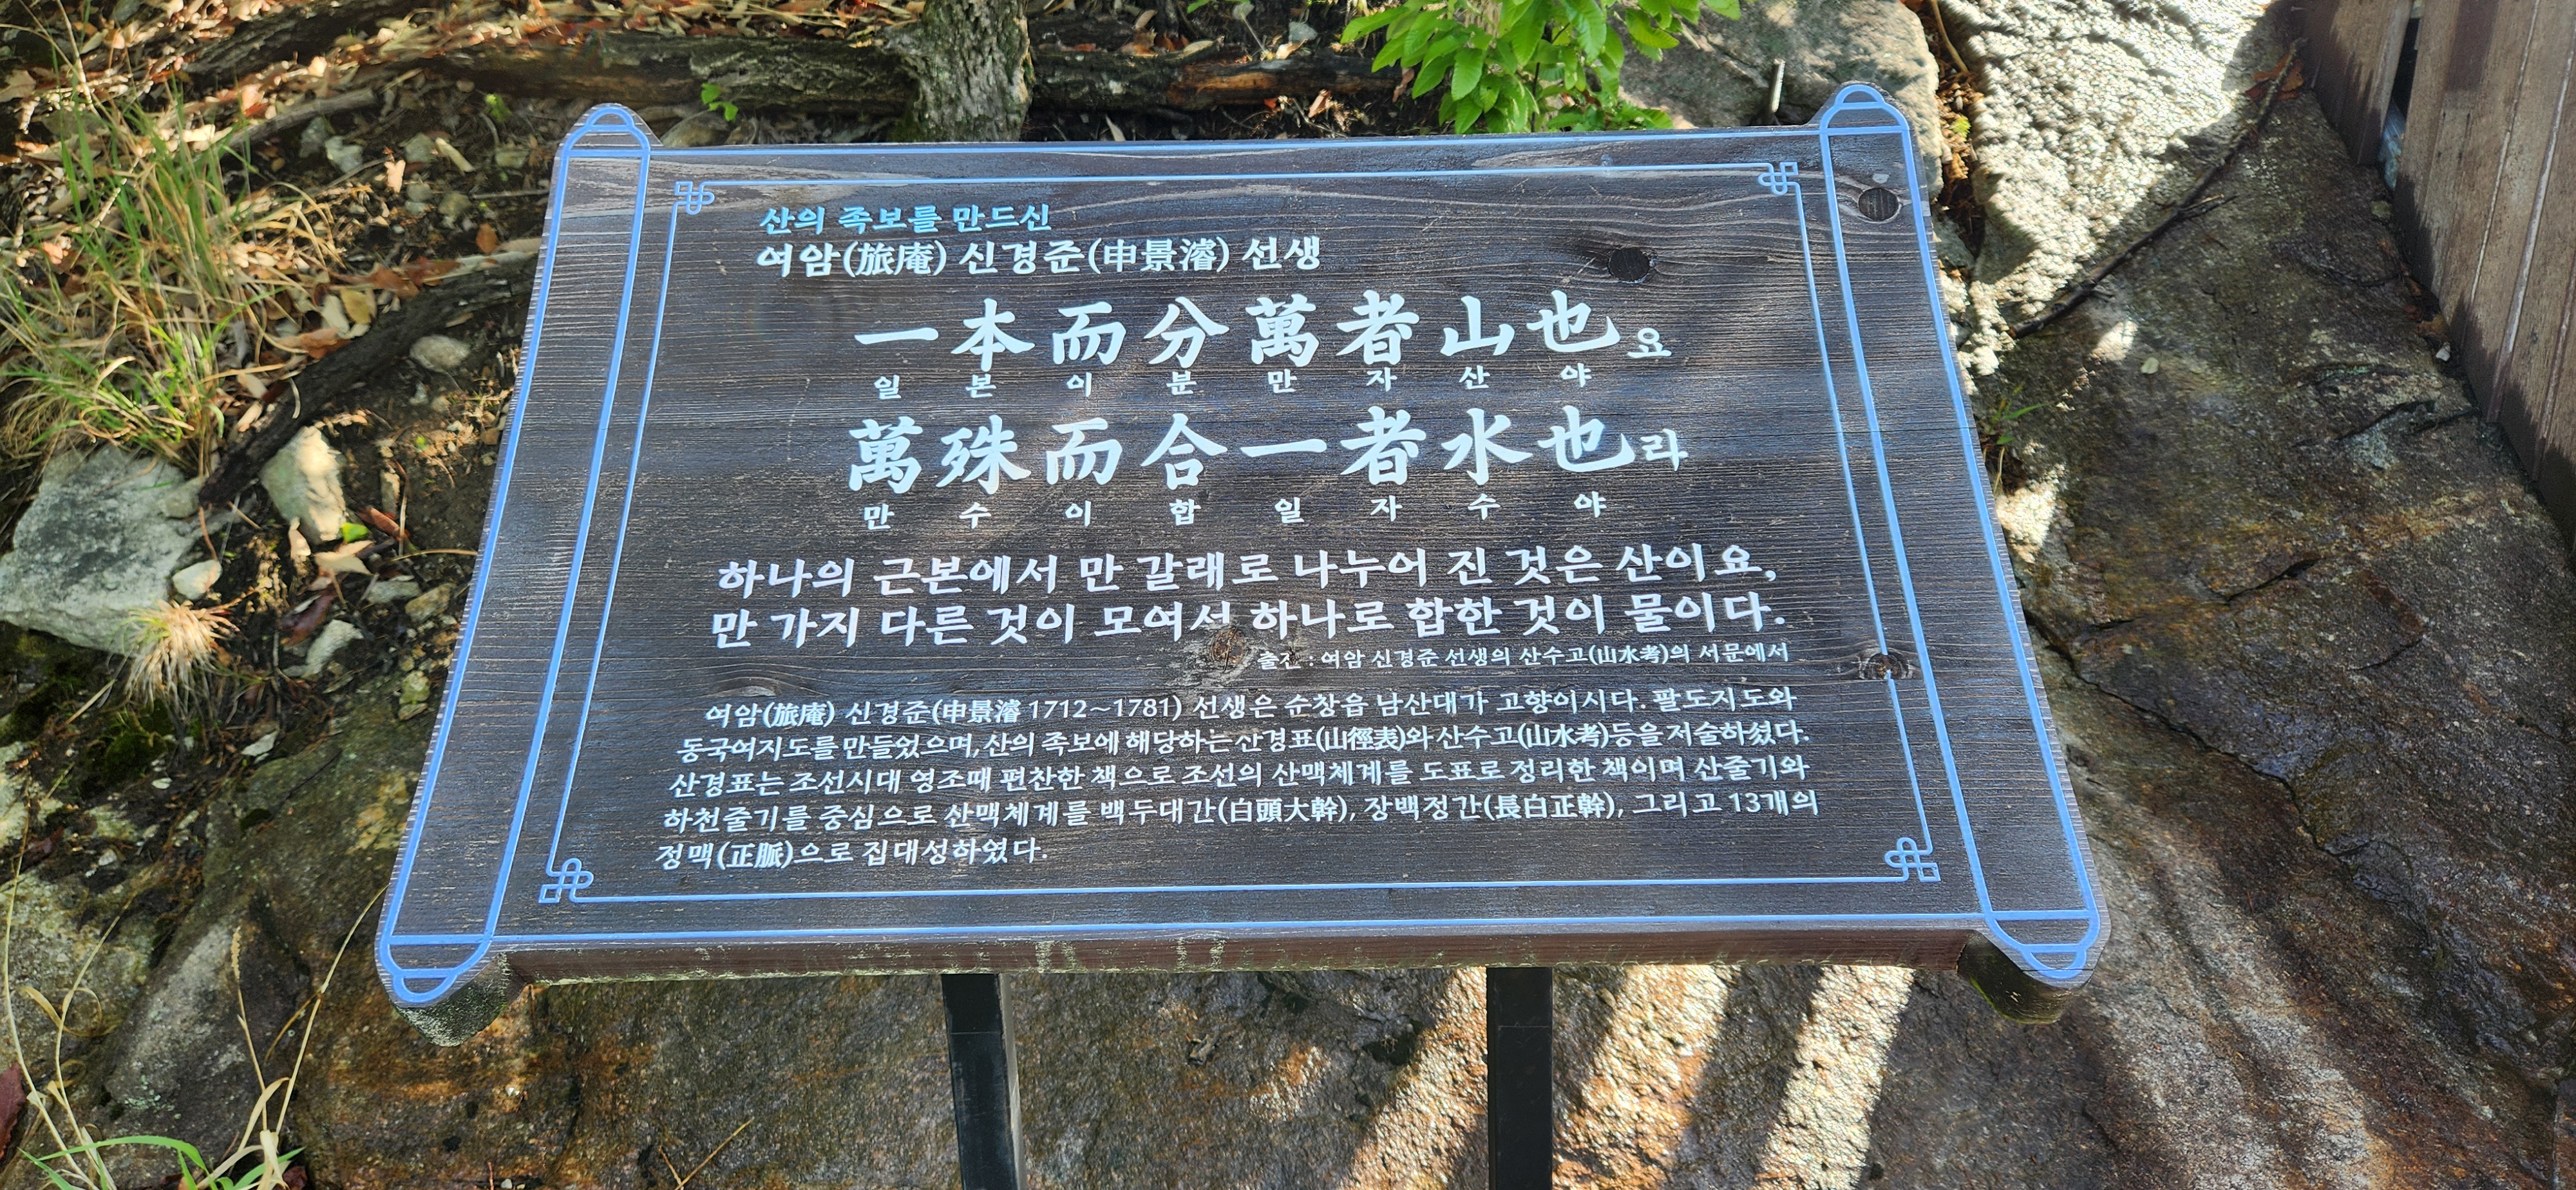 산의 족보를 만드신
여암(旅庵) 신경준(申景濬) 선생
一本而分萬者山也요
일 본 이 분 만 자 산 야
萬殊而合一者水也라
만 수 이 합 일 자 수 야
하나의 근본에서 만 갈래로 나누어 진 것은 산이요,
만 가지 다른 것이 모여서 하나로 합한 것이 물이다.
출전 : 여암 신경준 선생의 산수고(山水考)의 서문에서
여암(旅庵) 신경준(申景濬 1712~1781) 선생은 순창읍 남산대가 고향이시다. 팔도지도와
동국여지도를 만들었으며, 산의 족보에 해당하는 산경표(山徑表)와 산수고(山水考)등을 저술하셨다.
산경표는 조선시대 영조때 편찬한 책으로 조선의 산맥체계를 도표로 정리한 책이며 산줄기와
하천줄기를 중심으로 산맥체계를 백두대간(白頭大幹), 장백정간(長白正幹), 그리고 13개의
정맥(正脈)으로 집대성하였다.